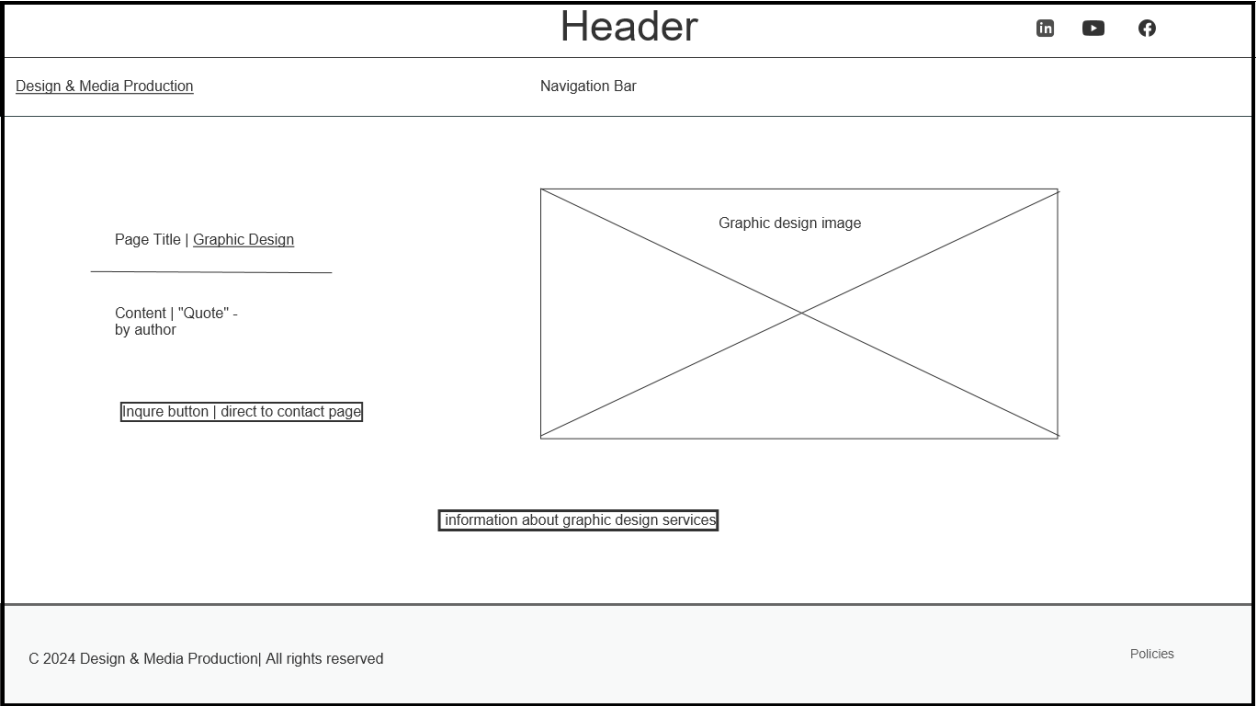 Header
in
Design & Media Production
Navigation Bar
Graphic design image
Page Title | Graphic Design
Content | "Quote" -
by author
Inqure button | direct to contact page
information about graphic design services
C 2024 Design & Media Production| All rights reserved
Policies